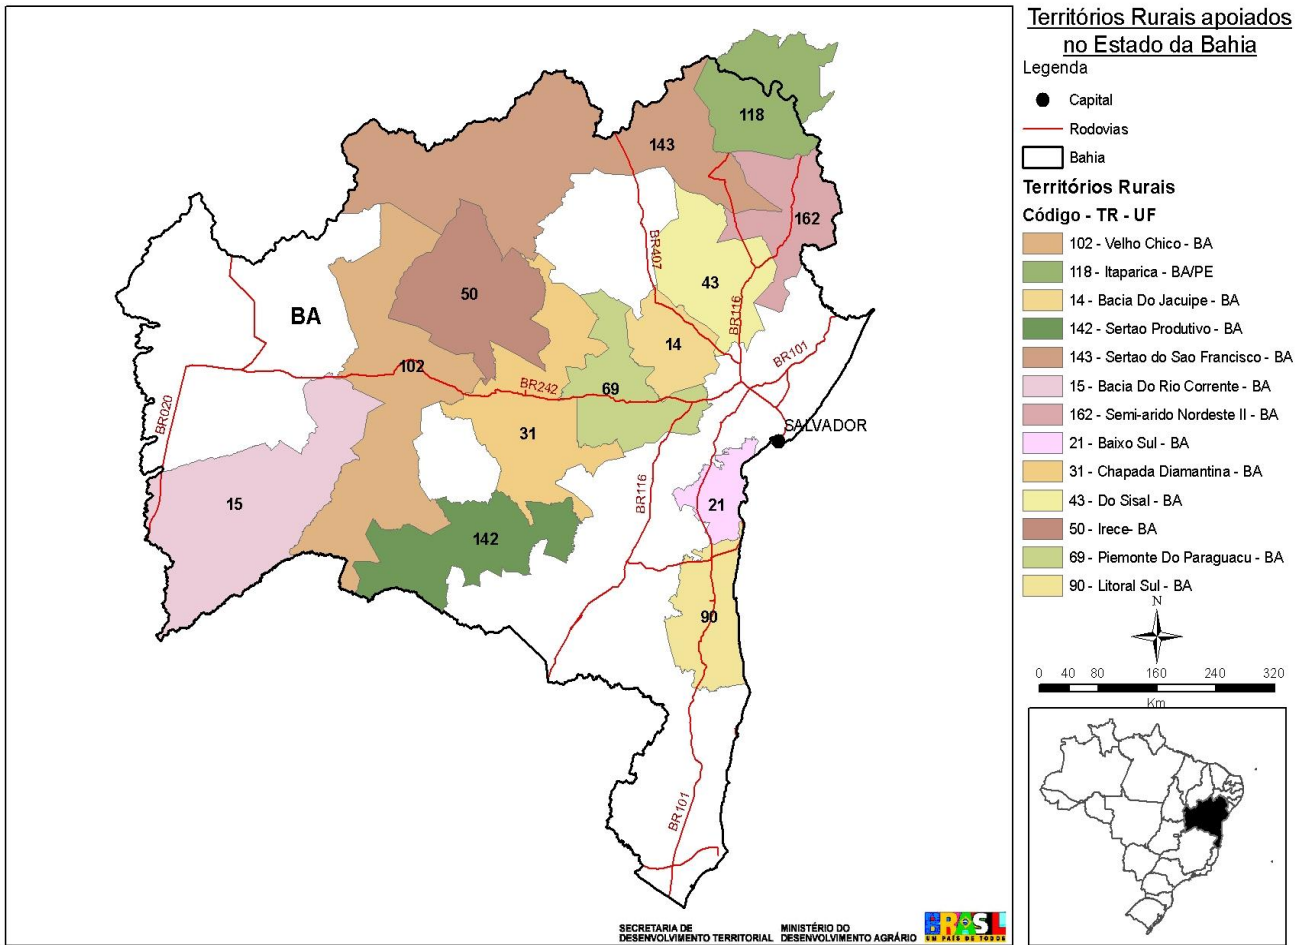 Territórios Rurais apoiados
no Estado da Bahia
Legenda
Capital
Rodovias
Bahia
Territórios Rurais
Código - TR - UF
102 - Velho Chico - BA
118 - Itaparica - BA/PE
14 - Bacia Do Jacuipe - BA
142 - Sertao Produtivo - BA
143 - Sertao do Sao Francisco - BA
15 - Bacia Do Rio Corrente - BA
162 - Semi-arido Nordeste II - BA
21 - Baixo Sul - BA
31 - Chapada Diamantina - BA
43 - Do Sisal - BA
50 - Irece- BA
69 - Piemonte Do Paraguacu - BA
90 - Litoral Sul - BA
N
0 40 80 160 240 320
Km
118
143
162
BR407
43
50
BA
BR116
14
BR101
102
BR242
69
BR020
SALVADOR
31
BR116
15
21
142
90
BR101
SECRETARIA DE
DESENVOLVIMENTO TERRITORIAL
MINISTÉRIO DO
DESENVOLVIMENTO AGRÁRIO
BRASIL
UM PAÍS DE TODOS